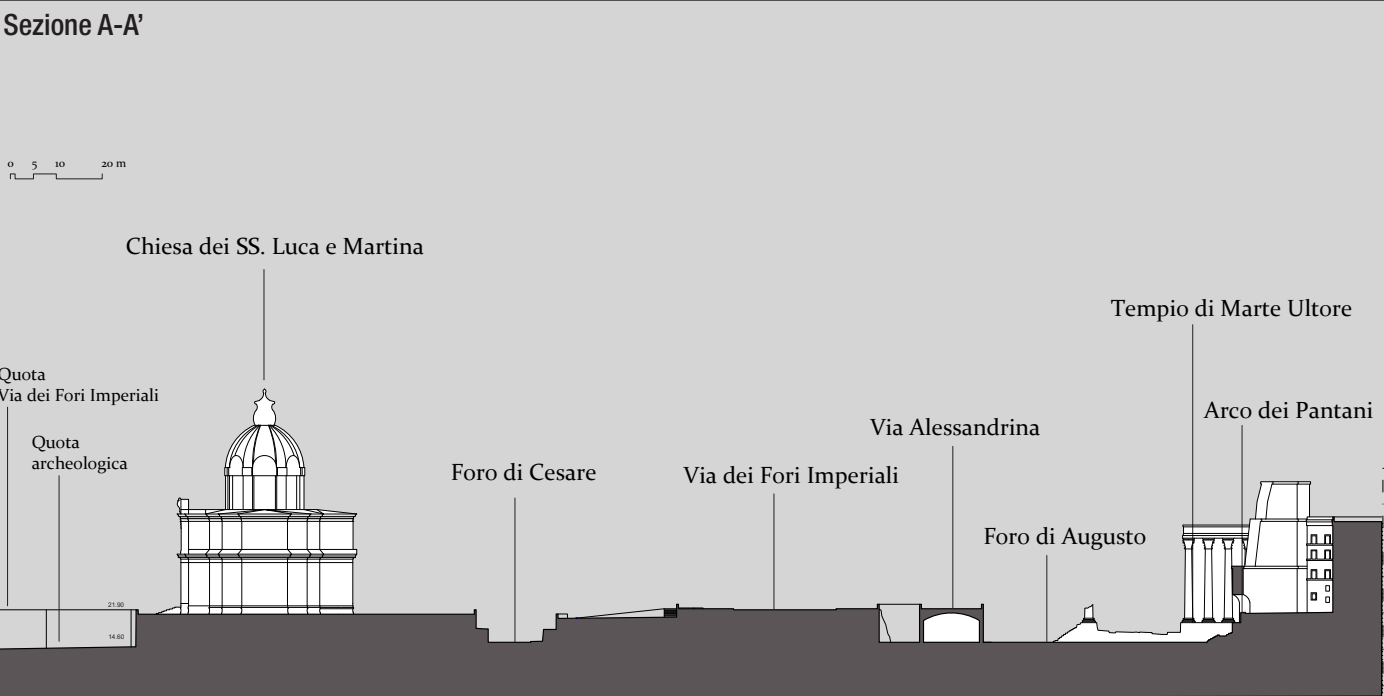 Sezione A-A’
0 5 10 20 m
Chiesa dei SS. Luca e Martina
Tempio di Marte Ultore
Quota
Via dei Fori Imperiali
Arco dei Pantani
Via Alessandrina
Quota
archeologica
Foro di Cesare
Via dei Fori Imperiali
Foro di Augusto
21.90
14.60